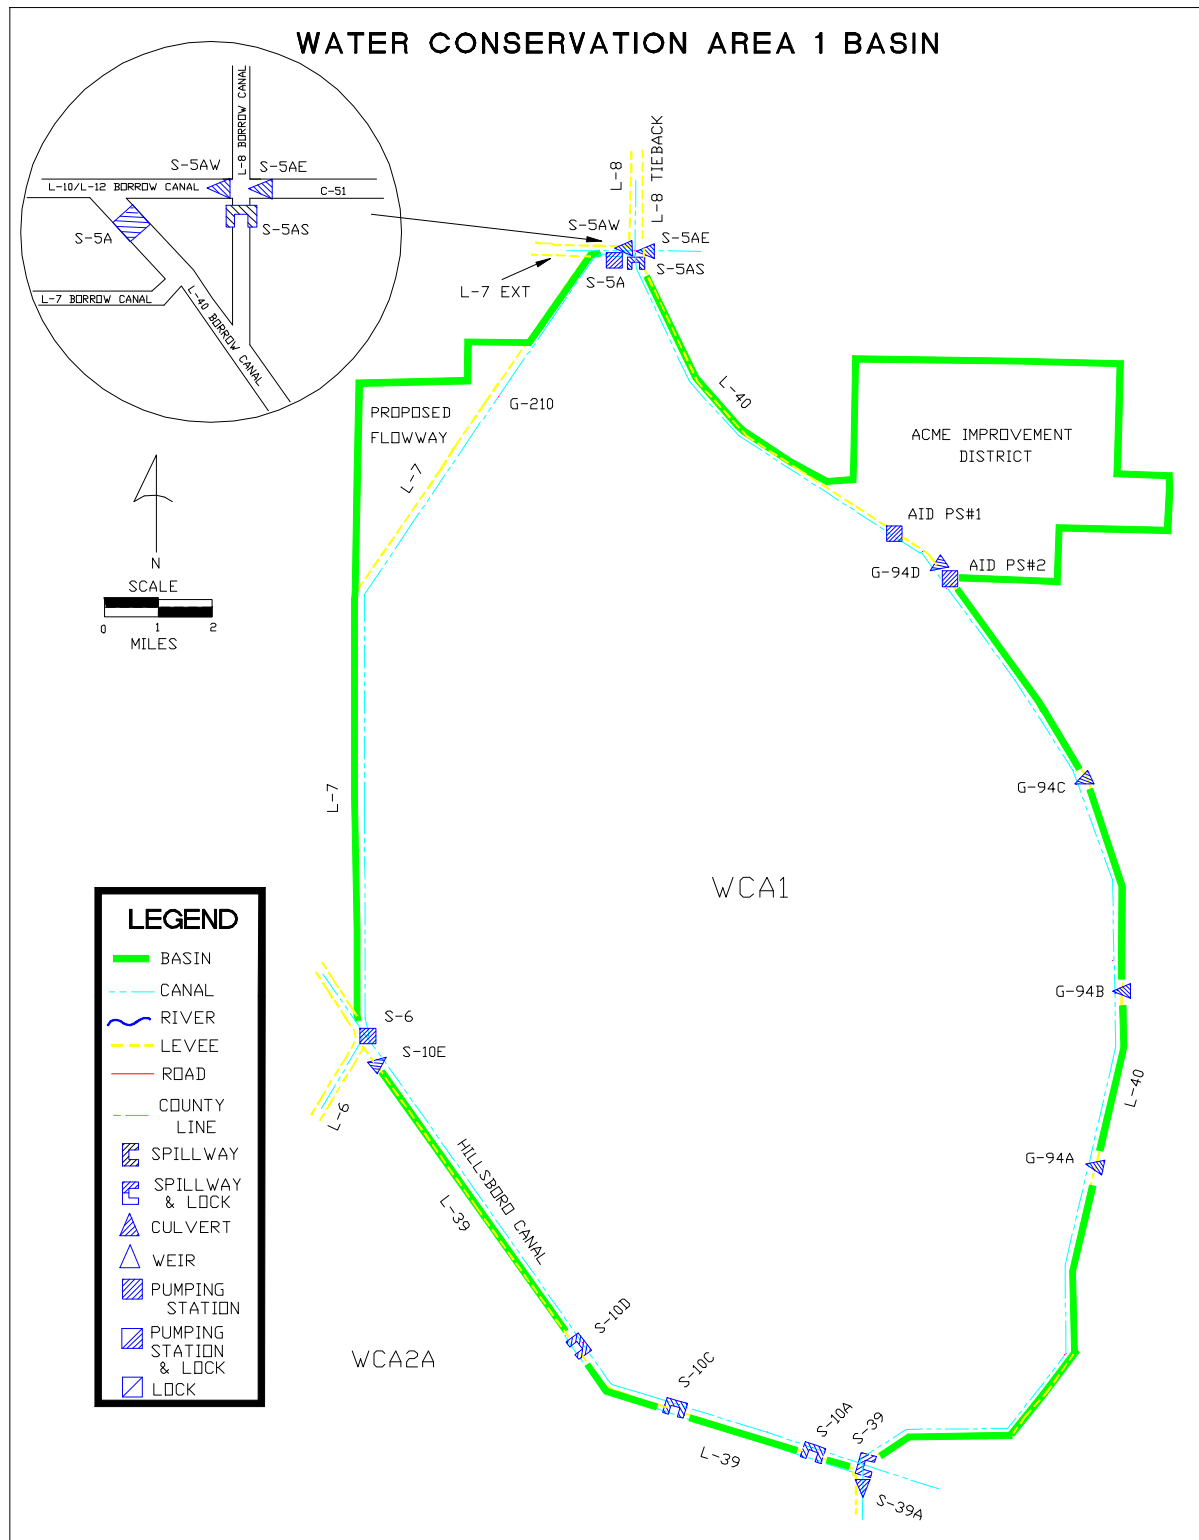 WATER CONSERVATION AREA 1 BASIN
L-8 BORROW CANAL
S-5AW
S-5AE
L-10/L-12 BORROW CANAL
C-51
S-5A
S-5AS
L-7 BORROW CANAL
L-40 BORROW CANAL
L-8
L-8 TIEBACK
S-5AW
S-5AE
S-5A
S-5AS
L-7 EXT
G-210
L-40
PROPOSED
FLOWWAY
L-7
ACME IMPROVEMENT
DISTRICT
AID PS#1
G-94D
AID PS#2
N
SCALE
0 1 2
MILES
L-7
G-94C
WCA1
G-94B
L-40
G-94A
S-6
S-10E
L-6
HILLSBORO CANAL
L-39
S-10D
WCA2A
S-10C
S-10A
S-39
L-39
S-39A
LEGEND
BASIN
CANAL
RIVER
LEVEE
ROAD
COUNTY
LINE
SPILLWAY
SPILLWAY
& LOCK
CULVERT
WEIR
PUMPING
STATION
PUMPING
STATION
& LOCK
LOCK